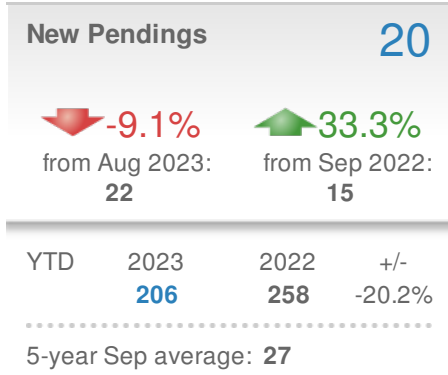 New Pendings 20
-9.1% 33.3%
from Aug 2023: from Sep 2022:
22 15
YTD 2023 2022 +/-
206 258 -20.2%
5-year Sep average: 27